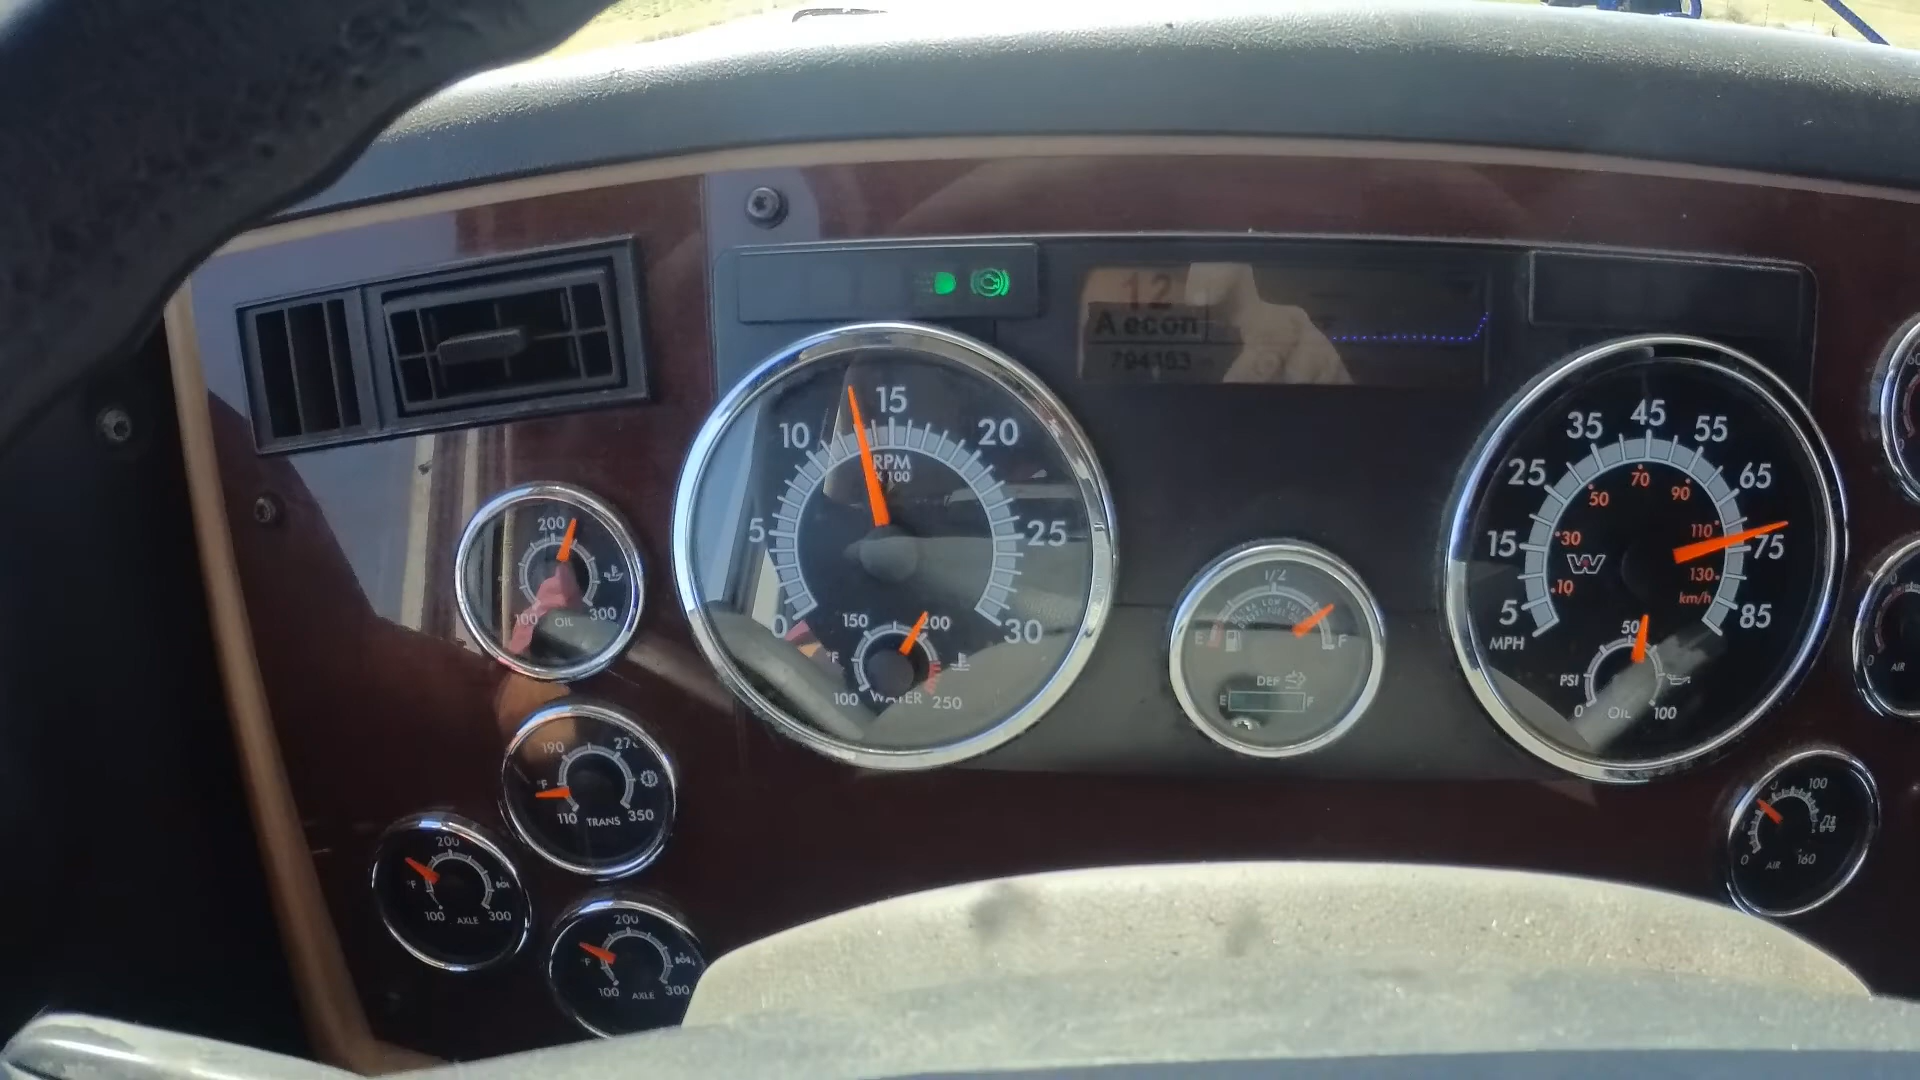 12
A econ
794183
15
10
20
RPM
X 100
5
25
0
30
150
200
°F
100
WATER
250
200
100
OIL
300
190
°F
110
TRANS
350
200
°F
100
AXLE
300
200
°F
100
AXLE
300
1/2
E
F
DEF
E
F
45
35
55
25
65
70
50
90
15
30
110
75
10
130
km/h
5
85
MPH
50
PSI
0
OIL
100
0
AIR
100
0
AIR
160